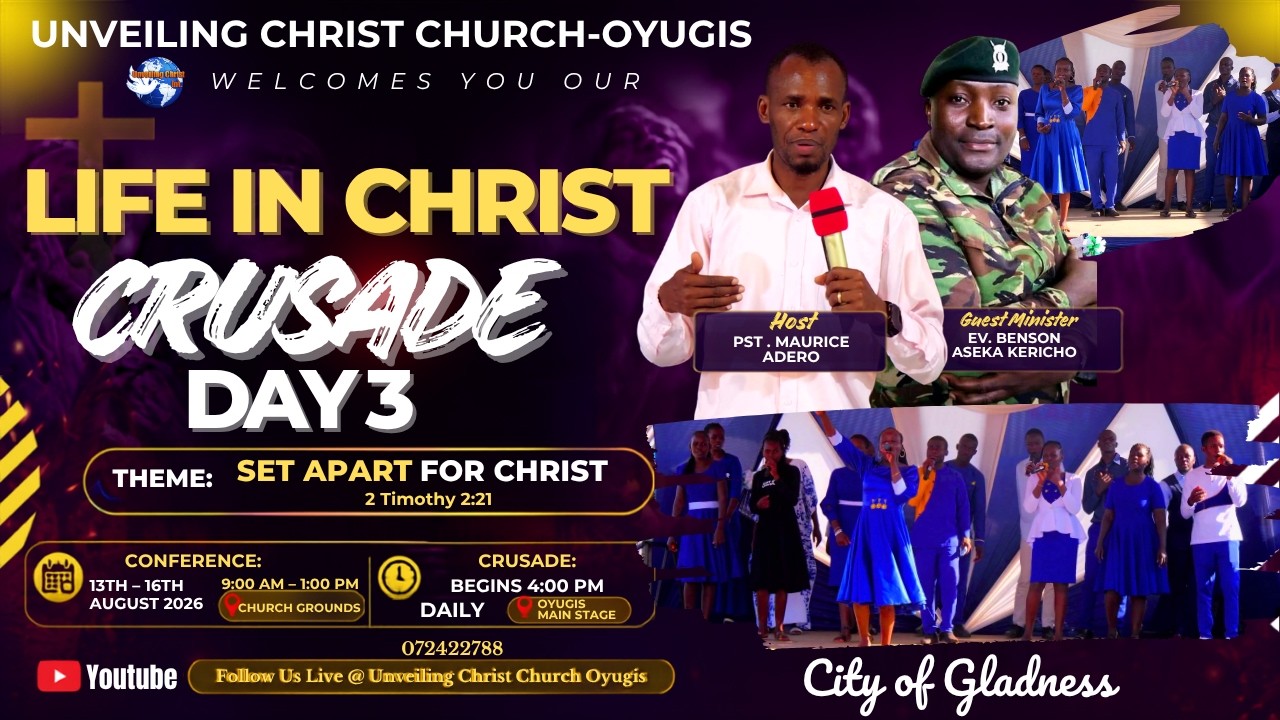 UNVEILING CHRIST CHURCH-OYUGIS
Unveiling Christ
WELCOMES YOU OUR
LIFE IN CHRIST
CRUSADE
DAY 3
THEME: SET APART FOR CHRIST
2 Timothy 2:21
CONFERENCE:
13TH – 16TH
AUGUST 2026
9:00 AM – 1:00 PM
CHURCH GROUNDS
CRUSADE:
BEGINS 4:00 PM
DAILY
OYUGIS
MAIN STAGE
072422788
Youtube
Follow Us Live @ Unveiling Christ Church Oyugis
Host
PST . MAURICE
ADERO
Guest Minister
EV. BENSON
ASEKA KERICHO
City of Gladness